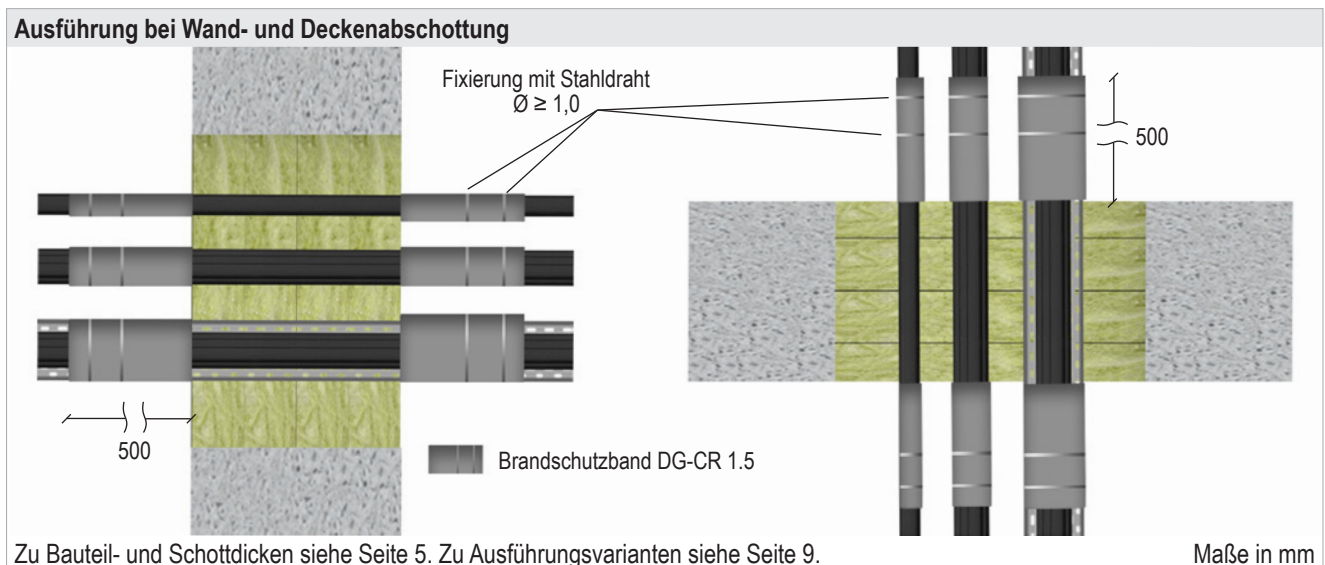 Ausführung bei Wand- und Deckenabschottung
Fixierung mit Stahldraht
Ø ≥ 1,0
500
500
Brandschutzband DG-CR 1.5
Zu Bauteil- und Schottdicken siehe Seite 5. Zu Ausführungsvarianten siehe Seite 9.
Maße in mm